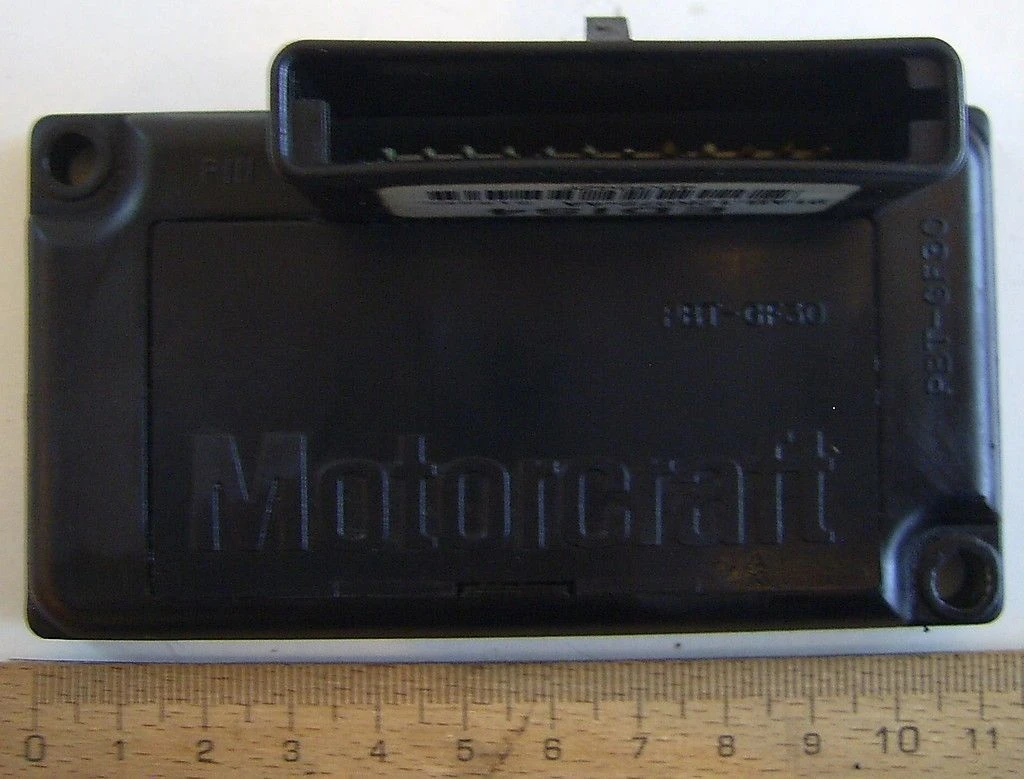 PBT-GF30
PBT-GF30
Motorcraft
0 1 2 3 4 5 6 7 8 9 10 11